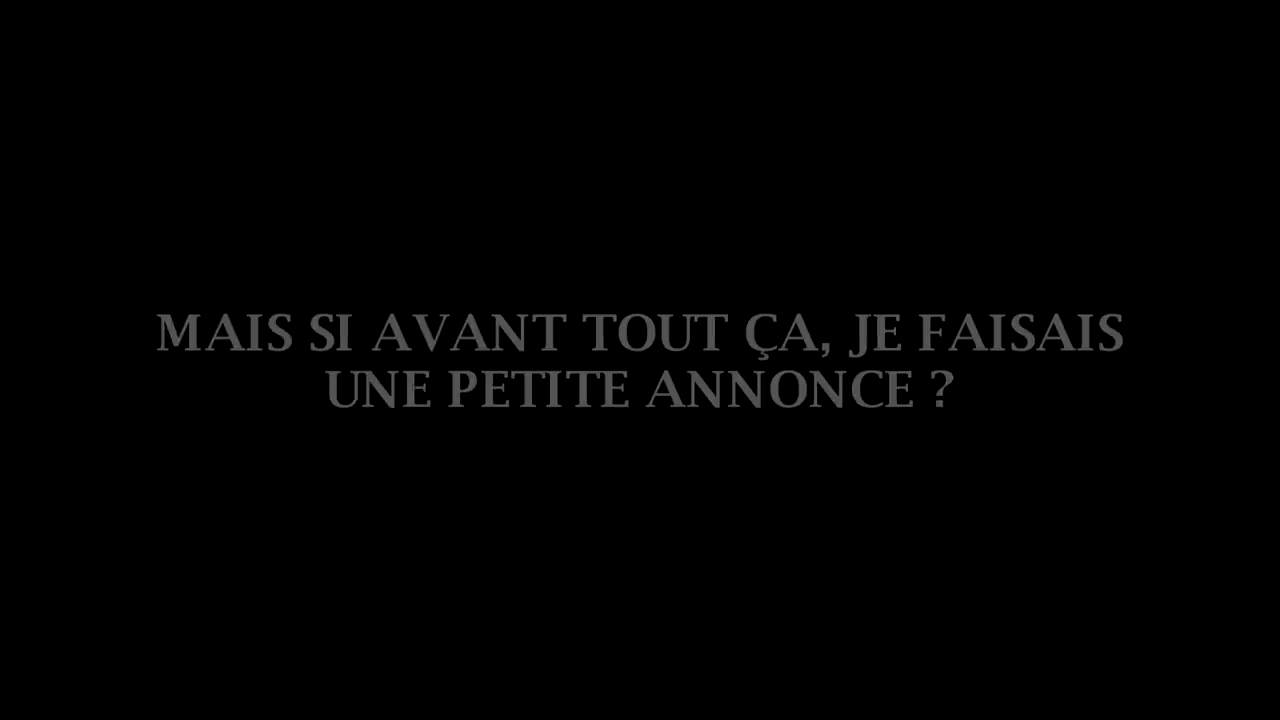 MAIS SI AVANT TOUT ÇA, JE FAISAIS
UNE PETITE ANNONCE ?